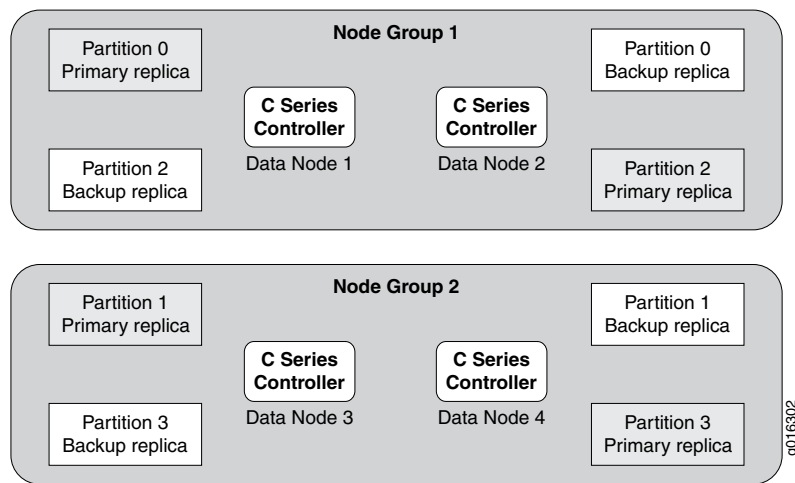 Node Group 1
Partition 0
Primary replica
Partition 0
Backup replica
C Series
Controller
Data Node 1
C Series
Controller
Data Node 2
Partition 2
Backup replica
Partition 2
Primary replica
Node Group 2
Partition 1
Primary replica
Partition 1
Backup replica
C Series
Controller
Data Node 3
C Series
Controller
Data Node 4
Partition 3
Backup replica
Partition 3
Primary replica
g016302